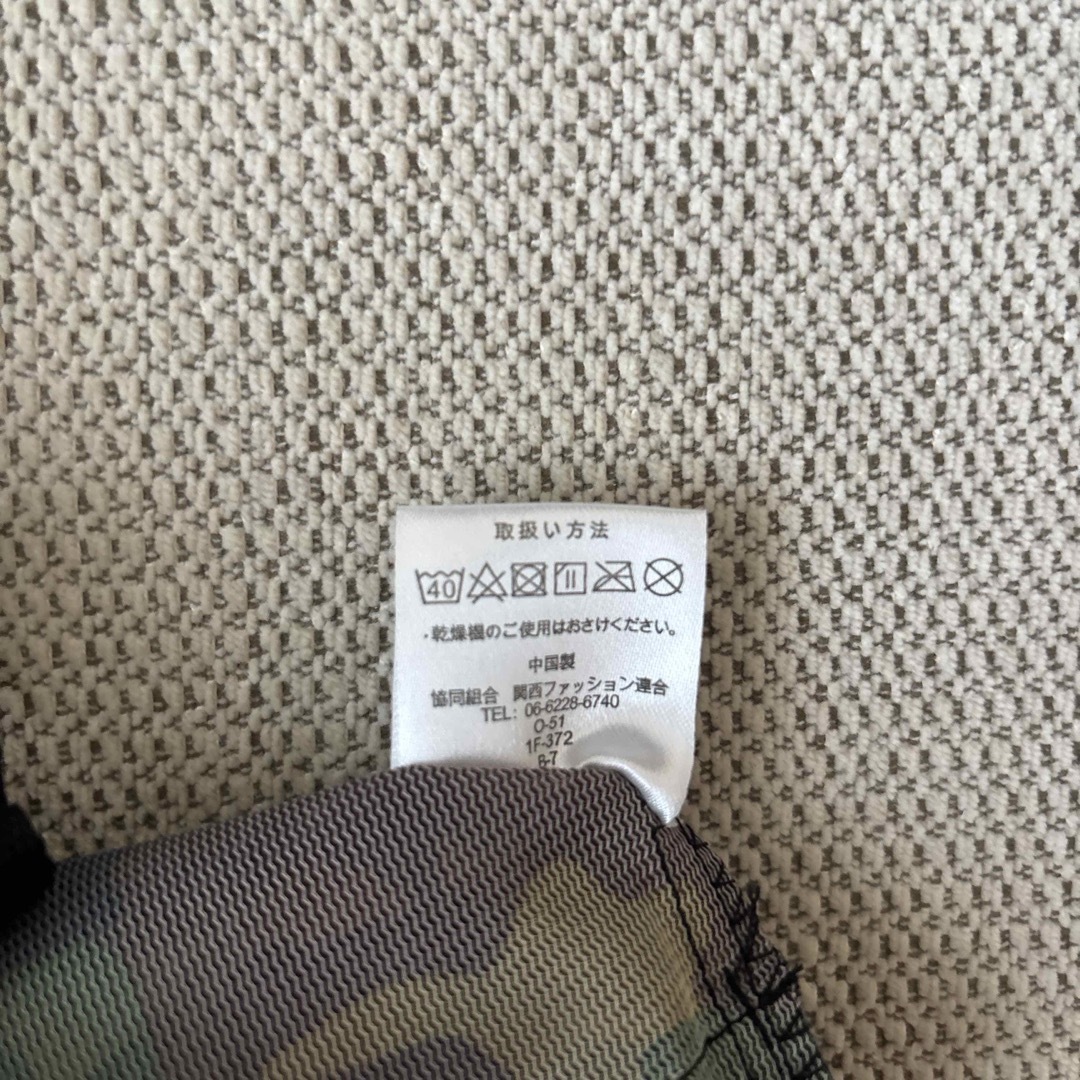 取扱い方法
40
・乾燥機のご使用はおさけください。
中国製
協同組合 関西ファッション連合
TEL: 06-6228-6740
O-51
1F-372